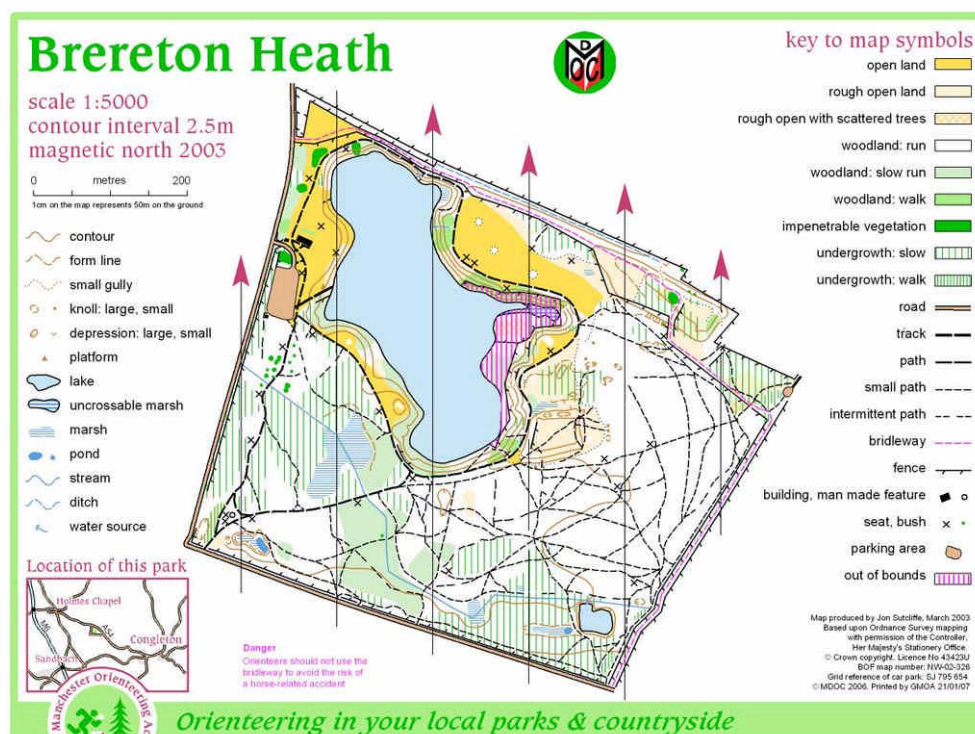 Brereton Heath
scale 1:5000
contour interval 2.5m
magnetic north 2003
0 metres 200
1cm on the map represents 50m on the ground
contour
form line
small gully
knoll: large, small
depression: large, small
platform
lake
uncrossable marsh
marsh
pond
stream
ditch
water source
Location of this park
Holmes Chapel
M6
A54
Congleton
Sandbach
Manchester Orienteering
D
M
OC
key to map symbols
open land
rough open land
rough open with scattered trees
woodland: run
woodland: slow run
woodland: walk
impenetrable vegetation
undergrowth: slow
undergrowth: walk
road
track
path
small path
intermittent path
bridleway
fence
building, man made feature
seat, bush
parking area
out of bounds
Danger
Orienteers should not use the
bridleway to avoid the risk of
a horse-related accident
Map produced by Jon Sutcliffe, March 2003
Based upon Ordnance Survey mapping
with permission of the Controller,
Her Majesty's Stationery Office.
© Crown copyright. Licence No 43423U
BOF map number: NW-02-326
Grid reference of car park: SJ 795 654
© MDOC 2006. Printed by GMOA 21/01/07
Orienteering in your local parks & countryside